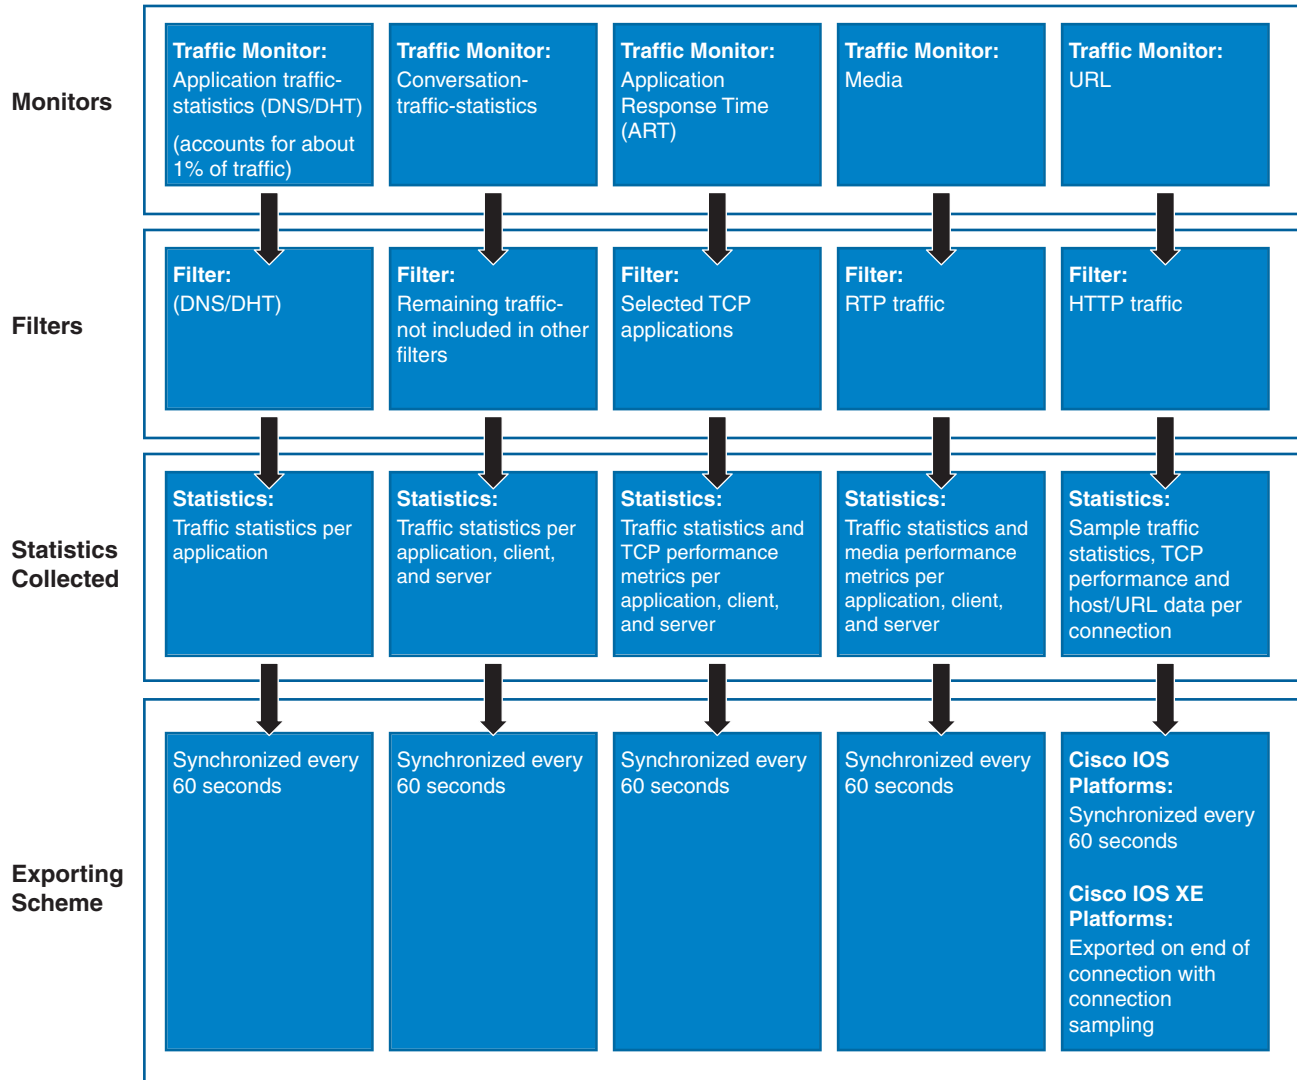 Monitors
Traffic Monitor:
Application traffic-
statistics (DNS/DHT)
(accounts for about
1% of traffic)
Traffic Monitor:
Conversation-
traffic-statistics
Traffic Monitor:
Application
Response Time
(ART)
Traffic Monitor:
Media
Traffic Monitor:
URL
Filters
Filter:
(DNS/DHT)
Filter:
Remaining traffic-
not included in other
filters
Filter:
Selected TCP
applications
Filter:
RTP traffic
Filter:
HTTP traffic
Statistics
Collected
Statistics:
Traffic statistics per
application
Statistics:
Traffic statistics per
application, client,
and server
Statistics:
Traffic statistics and
TCP performance
metrics per
application, client,
and server
Statistics:
Traffic statistics and
media performance
metrics per
application, client,
and server
Statistics:
Sample traffic
statistics, TCP
performance and
host/URL data per
connection
Exporting
Scheme
Synchronized every
60 seconds
Synchronized every
60 seconds
Synchronized every
60 seconds
Synchronized every
60 seconds
Cisco IOS
Platforms:
Synchronized every
60 seconds
Cisco IOS XE
Platforms:
Exported on end of
connection with
connection
sampling